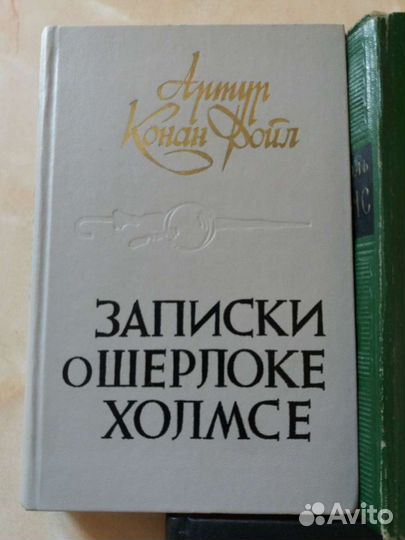 Артур
Конан Дойл
ЗАПИСКИ
О ШЕРЛОКЕ
ХОЛМСЕ
Avito